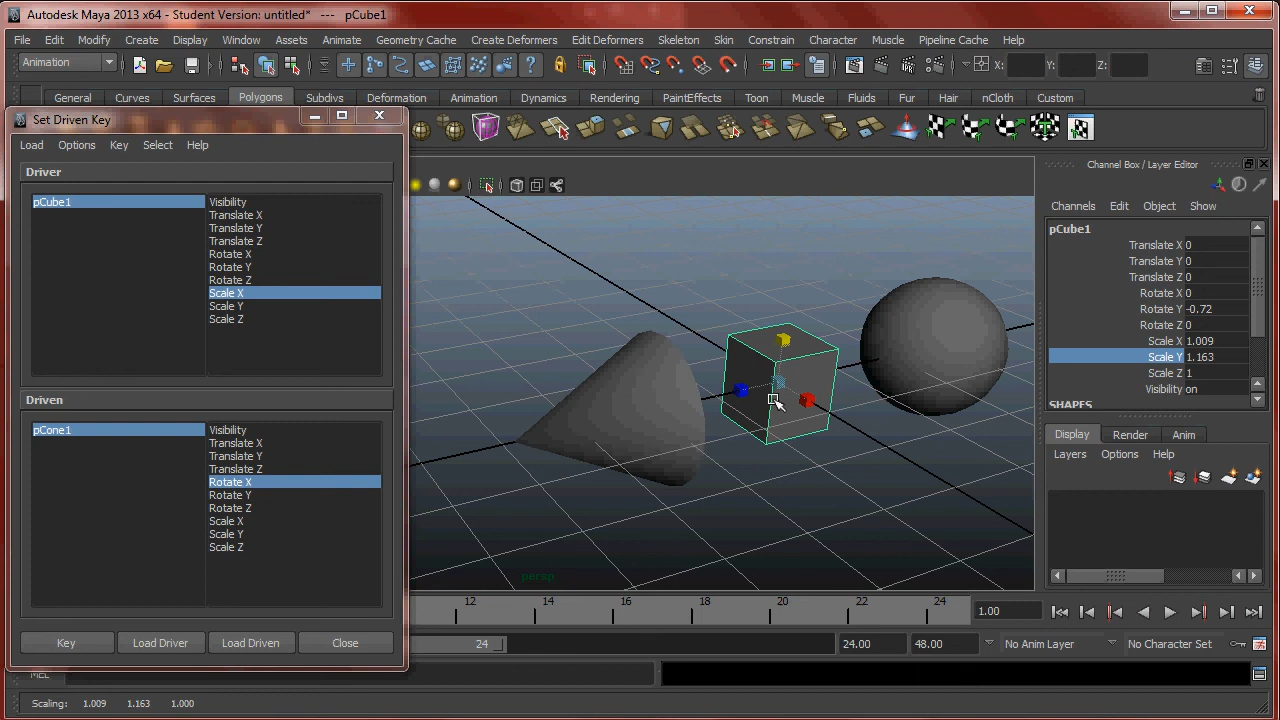 Autodesk Maya 2013 x64 - Student Version: untitled* --- pCube1
File Edit Modify Create Display Window Assets Animate Geometry Cache Create Deformers Edit Deformers Skeleton Skin Constrain Character Muscle Pipeline Cache Help
Animation X: Y: Z:
General Curves Surfaces Polygons Subdivs Deformation Animation Dynamics Rendering PaintEffects Toon Muscle Fluids Fur Hair nCloth Custom
Set Driven Key
Load Options Key Select Help
Driver
pCube1
Visibility
Translate X
Translate Y
Translate Z
Rotate X
Rotate Y
Rotate Z
Scale X
Scale Y
Scale Z
Driven
pCone1
Visibility
Translate X
Translate Y
Translate Z
Rotate X
Rotate Y
Rotate Z
Scale X
Scale Y
Scale Z
Key Load Driver Load Driven Close
persp
Channel Box / Layer Editor
Channels Edit Object Show
pCube1
Translate X 0
Translate Y 0
Translate Z 0
Rotate X 0
Rotate Y -0.72
Rotate Z 0
Scale X 1.009
Scale Y 1.163
Scale Z 1
Visibility on
SHAPES
Display Render Anim
Layers Options Help
12 14 16 18 20 22 24 1.00
24 24.00 48.00 No Anim Layer No Character Set
MEL
Scaling: 1.009 1.163 1.000